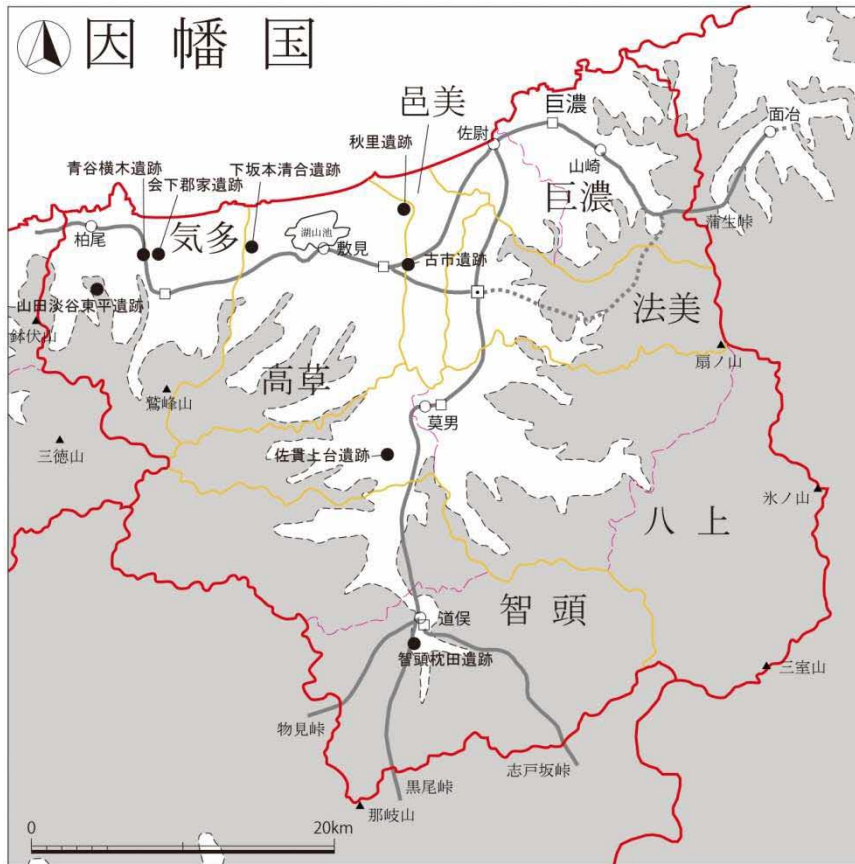 因幡国
邑美
佐尉
巨濃
面治
秋里遺跡
山崎
青谷横木遺跡
会下郡家遺跡
下坂本清合遺跡
巨濃
蒲生峠
柏尾
気多
湖山池
敷見
古市遺跡
山田淡谷東平遺跡
鉢伏山
法美
扇ノ山
高草
鷲峰山
莫男
三徳山
佐貫上台遺跡
氷ノ山
八上
智頭
道俣
智頭枕田遺跡
三室山
物見峠
志戸坂峠
黒尾峠
那岐山
0
20km